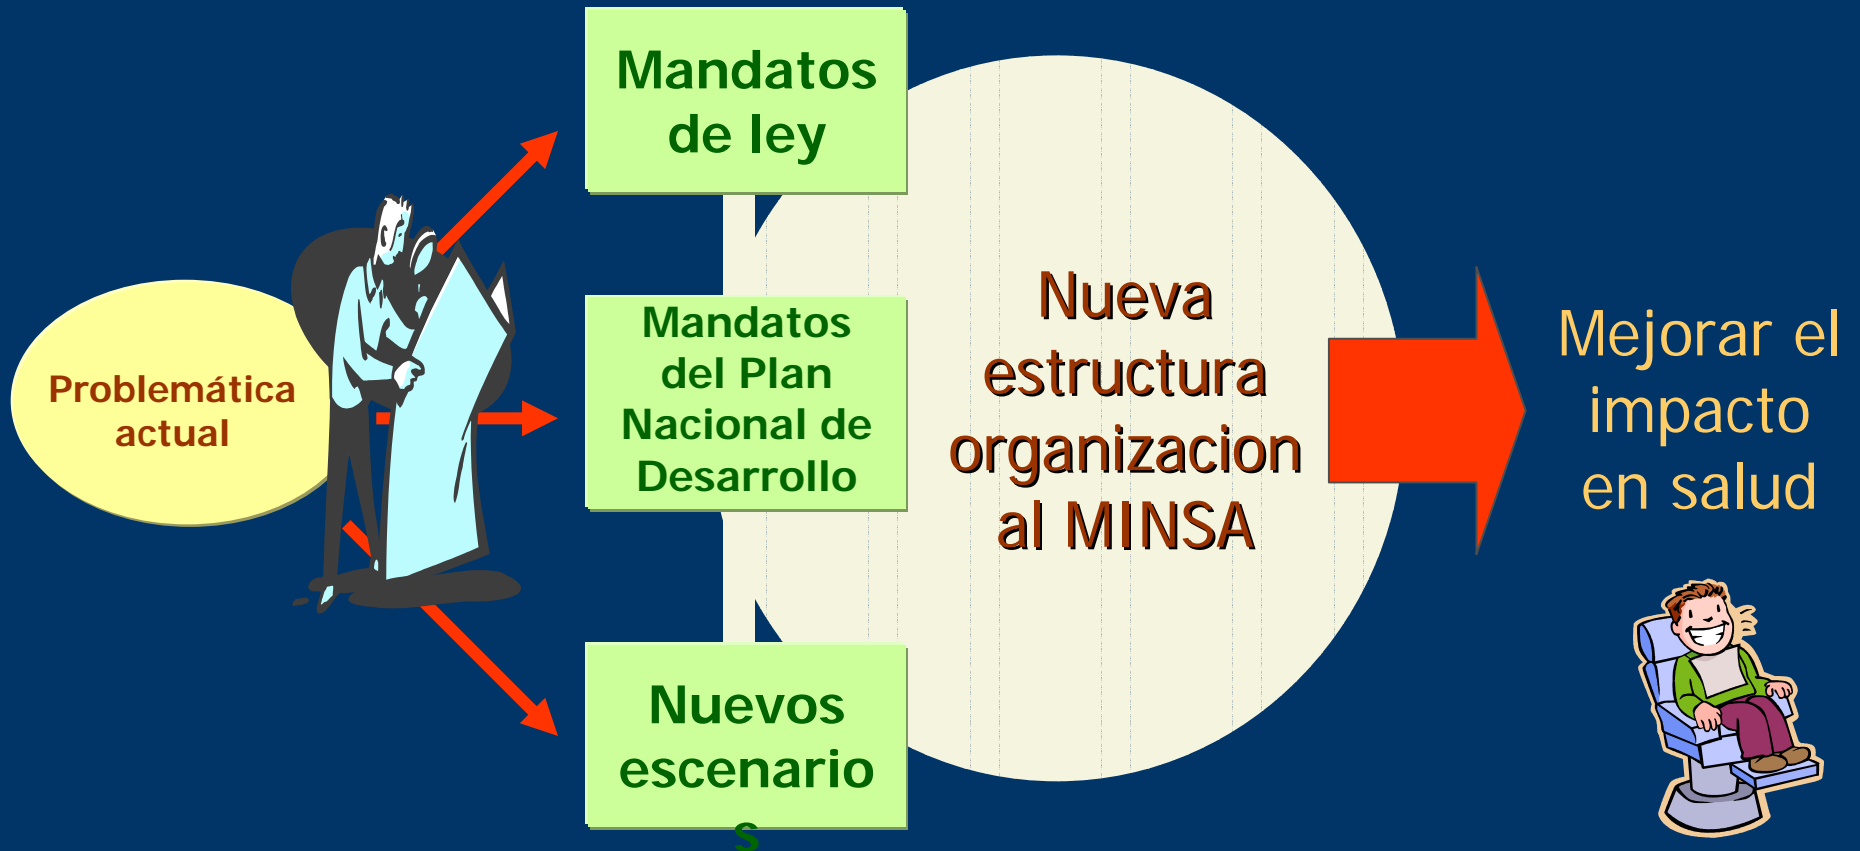 Problemática
actual
Mandatos
de ley
Mandatos
del Plan
Nacional de
Desarrollo
Nuevos
escenario
s
Nueva
estructura
organizacion
al MINSA
Mejorar el
impacto
en salud